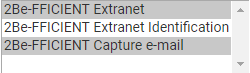 2Be-FFICIENT Extranet
2Be-FFICIENT Extranet Identification
2Be-FFICIENT Capture e-mail